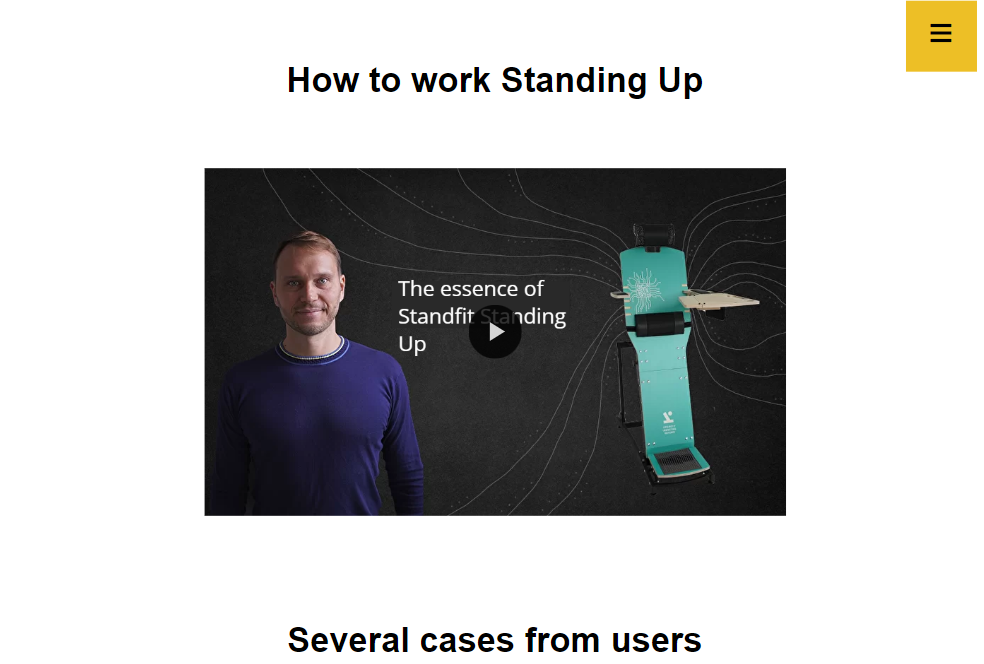 How to work Standing Up
The essence of
Standfit Standing
Up
Several cases from users